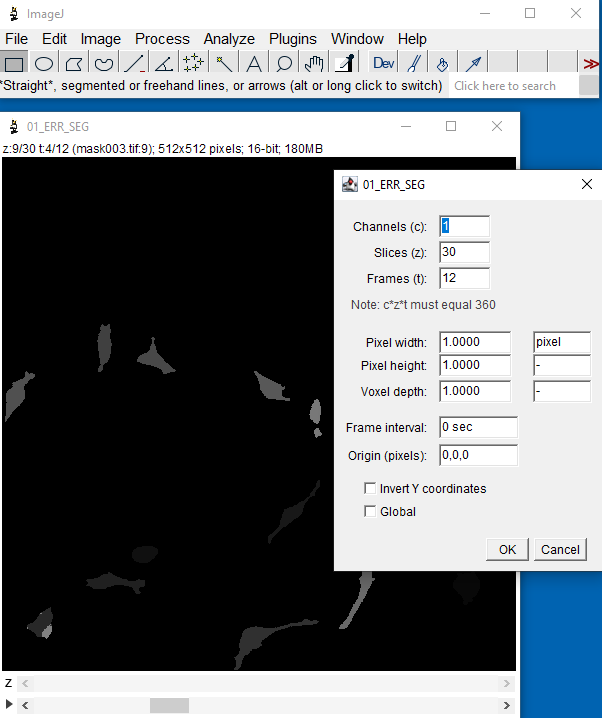 ImageJ
File Edit Image Process Analyze Plugins Window Help
Dev
*Straight*, segmented or freehand lines, or arrows (alt or long click to switch)
Click here to search
01_ERR_SEG
z:9/30 t:4/12 (mask003.tif:9); 512x512 pixels; 16-bit; 180MB
z
01_ERR_SEG
Channels (c): 1
Slices (z): 30
Frames (t): 12
Note: c*z*t must equal 360
Pixel width: 1.0000 pixel
Pixel height: 1.0000 -
Voxel depth: 1.0000 -
Frame interval: 0 sec
Origin (pixels): 0,0,0
Invert Y coordinates
Global
OK Cancel